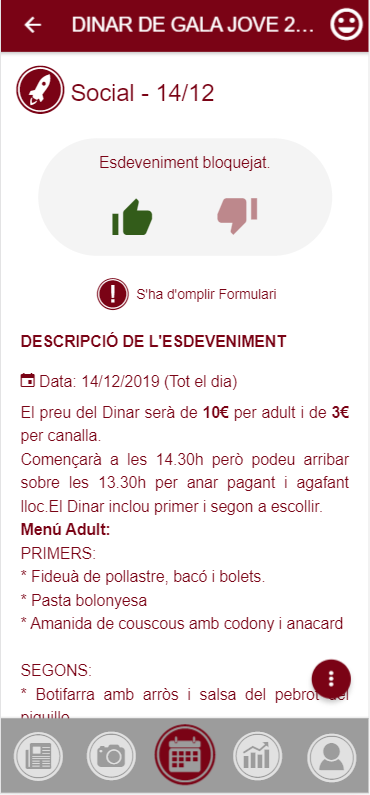 DINAR DE GALA JOVE 2...
Social - 14/12
Esdeveniment bloquejat.
S'ha d'omplir Formulari
DESCRIPCIÓ DE L'ESDEVENIMENT
Data: 14/12/2019 (Tot el dia)
El preu del Dinar serà de 10€ per adult i de 3€
per canalla.
Començarà a les 14.30h però podeu arribar
sobre les 13.30h per anar pagant i agafant
lloc.El Dinar inclou primer i segon a escollir.
Menú Adult:
PRIMERS:
* Fideuà de pollastre, bacó i bolets.
* Pasta bolonyesa
* Amanida de couscous amb codony i anacard
SEGONS:
* Botifarra amb arròs i salsa del pebrot del
piquillo